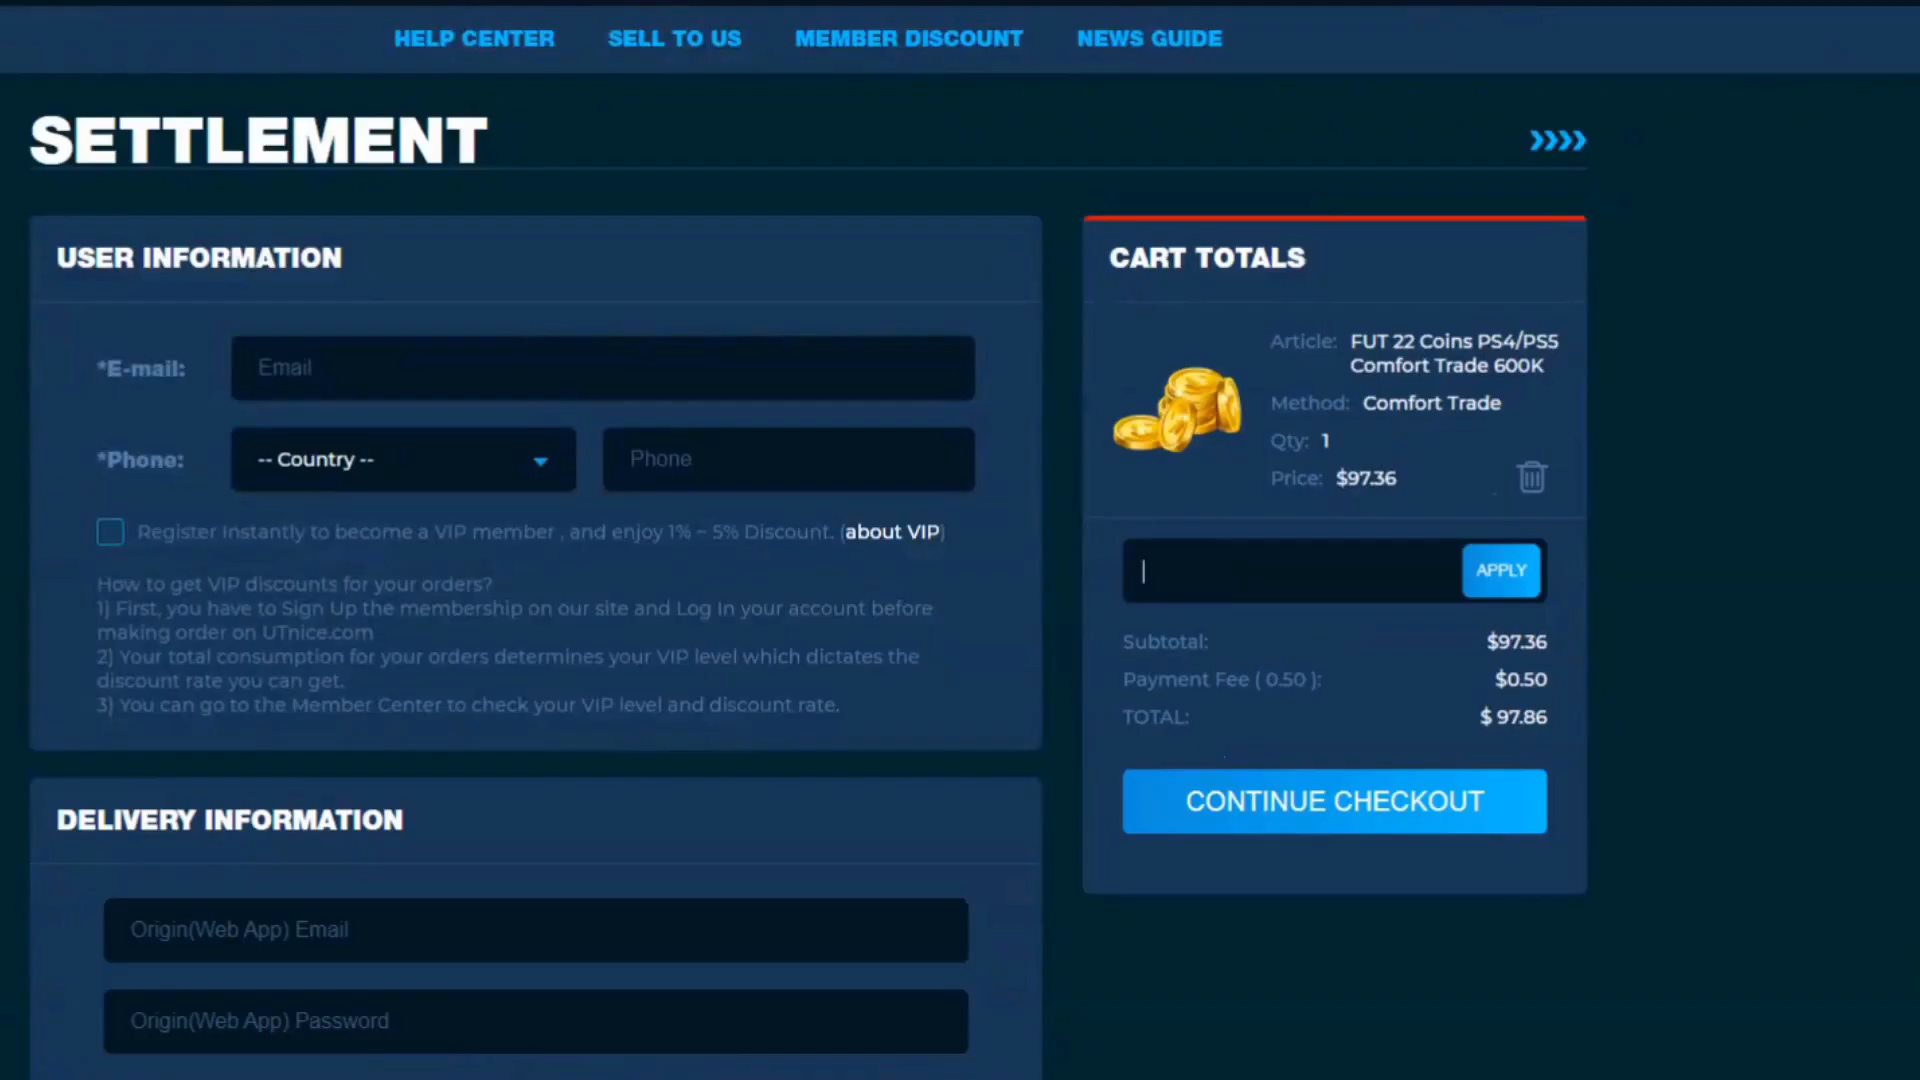 HELP CENTER SELL TO US MEMBER DISCOUNT NEWS GUIDE
SETTLEMENT
USER INFORMATION
*E-mail: Email
*Phone: -- Country -- Phone
Register Instantly to become a VIP member , and enjoy 1% ~ 5% Discount. (about VIP)
How to get VIP discounts for your orders?
1) First, you have to Sign Up the membership on our site and Log In your account before
making order on UTnice.com
2) Your total consumption for your orders determines your VIP level which dictates the
discount rate you can get.
3) You can go to the Member Center to check your VIP level and discount rate.
DELIVERY INFORMATION
Origin(Web App) Email
Origin(Web App) Password
CART TOTALS
Article: FUT 22 Coins PS4/PS5
Comfort Trade 600K
Method: Comfort Trade
Qty: 1
Price: $97.36
APPLY
Subtotal: $97.36
Payment Fee ( 0.50 ): $0.50
TOTAL: $ 97.86
CONTINUE CHECKOUT